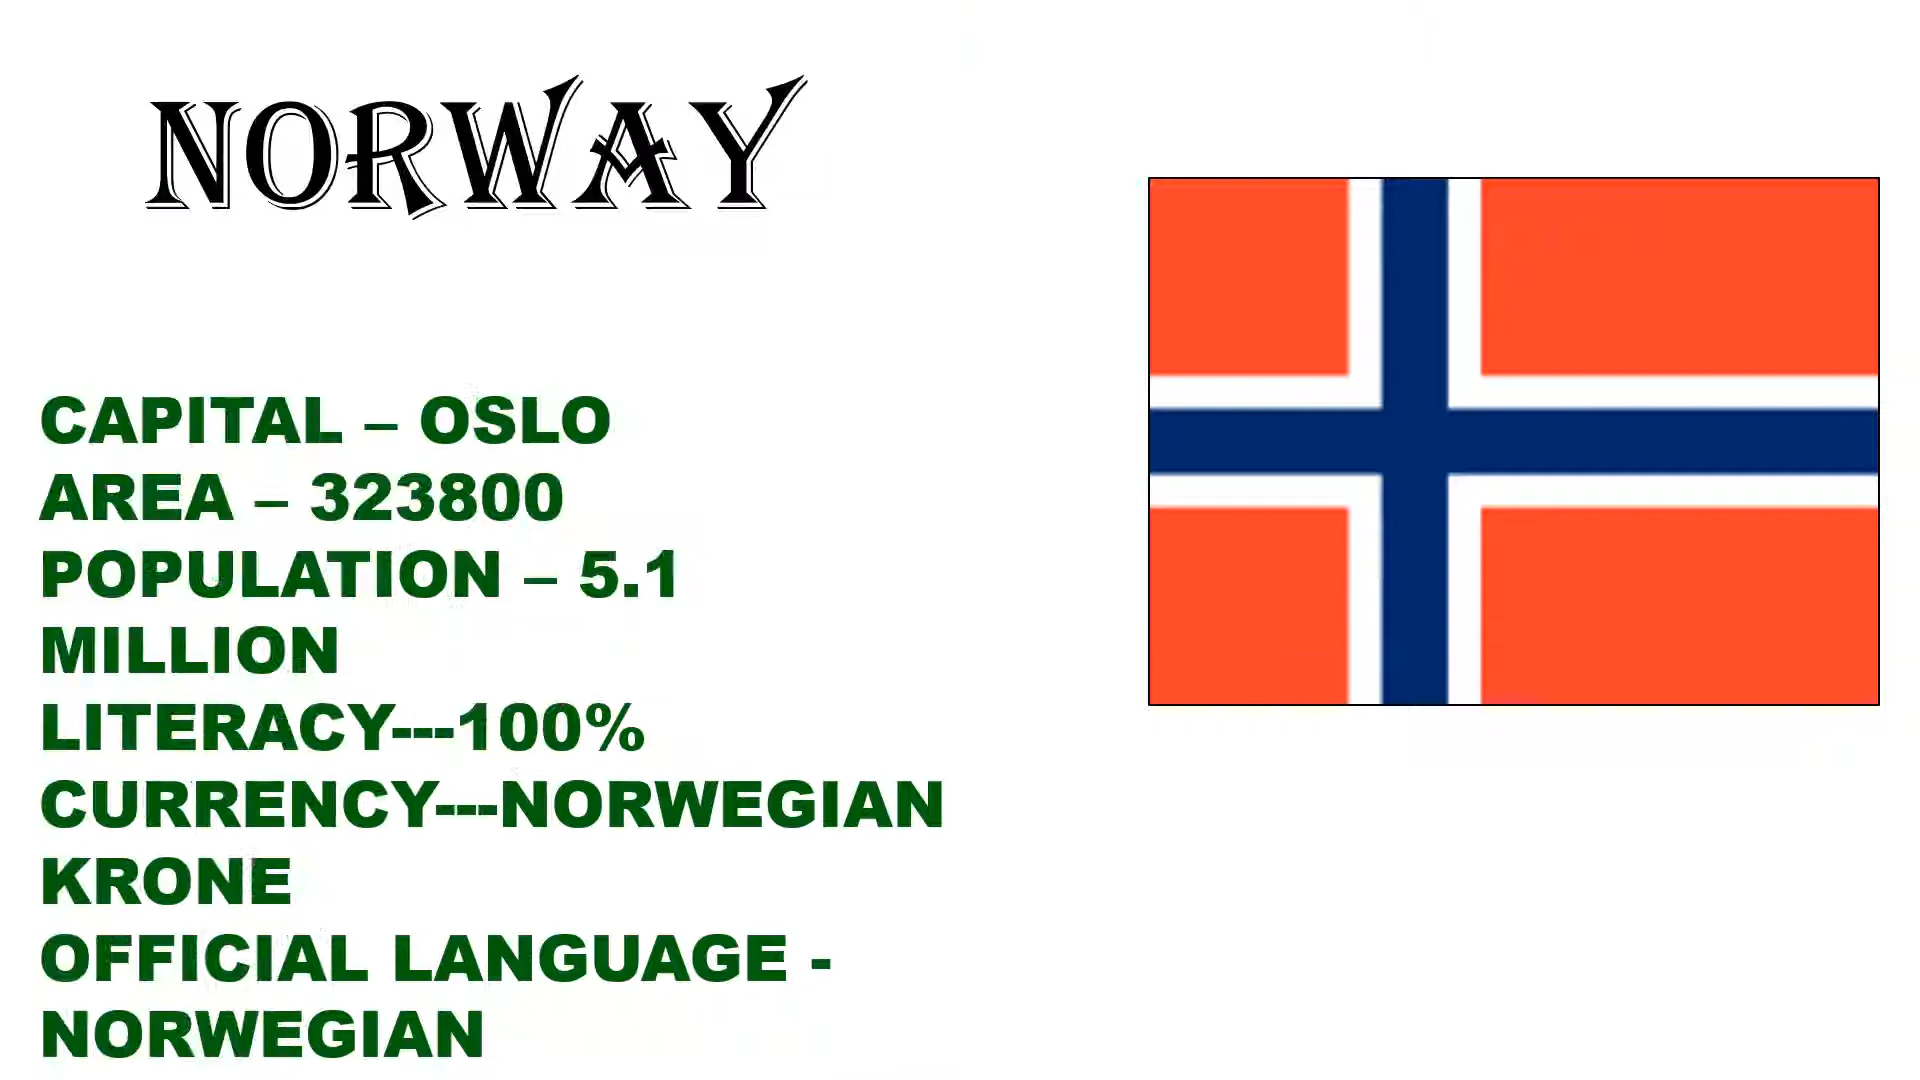 NORWAY
CAPITAL – OSLO
AREA – 323800
POPULATION – 5.1
MILLION
LITERACY---100%
CURRENCY---NORWEGIAN
KRONE
OFFICIAL LANGUAGE -
NORWEGIAN